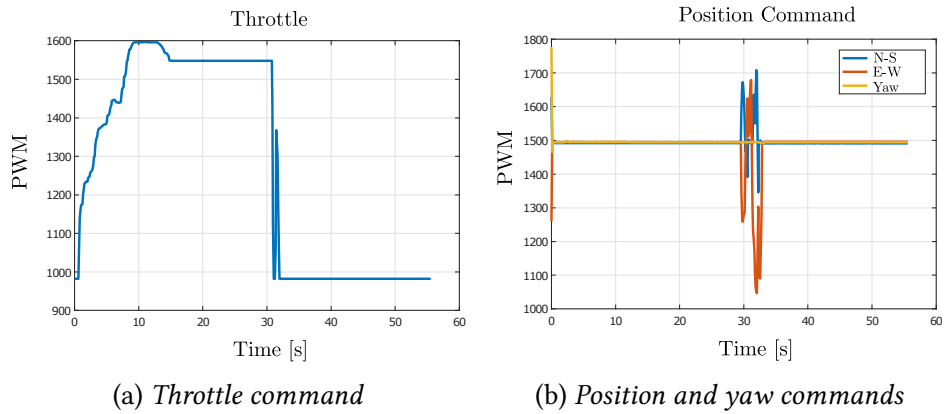 Throttle
1600
1500
1400
1300
1200
1100
1000
900
0 10 20 30 40 50 60
PWM
Time [s]
(a) Throttle command
Position Command
1800
1700
1600
1500
1400
1300
1200
1100
1000
0 10 20 30 40 50 60
PWM
Time [s]
N-S
E-W
Yaw
(b) Position and yaw commands